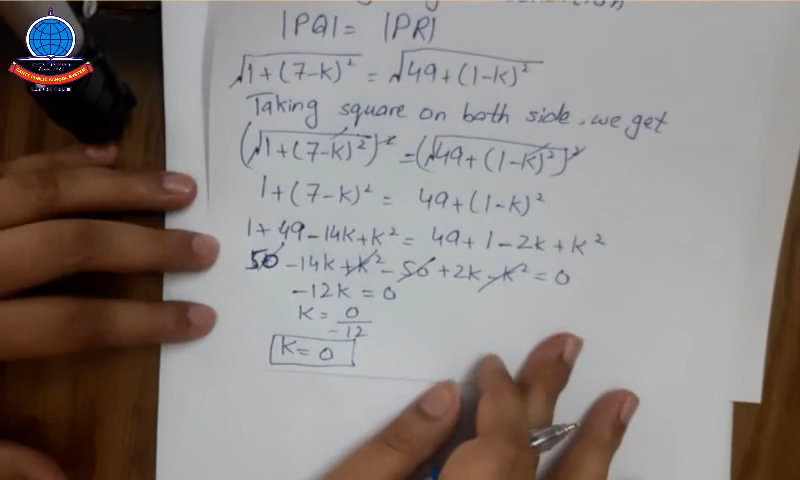 |PQ| = |PR|
√1+(7-K)² = √49+(1-K)²
Taking square on both side, we get
(√1+(7-K)²)² = (√49+(1-K)²)²
1+(7-K)² = 49+(1-K)²
1+49-14K+K² = 49+1-2K+K²
50-14K+K²-50+2K-K²=0
-12K = 0
K = 0/-12
K = 0